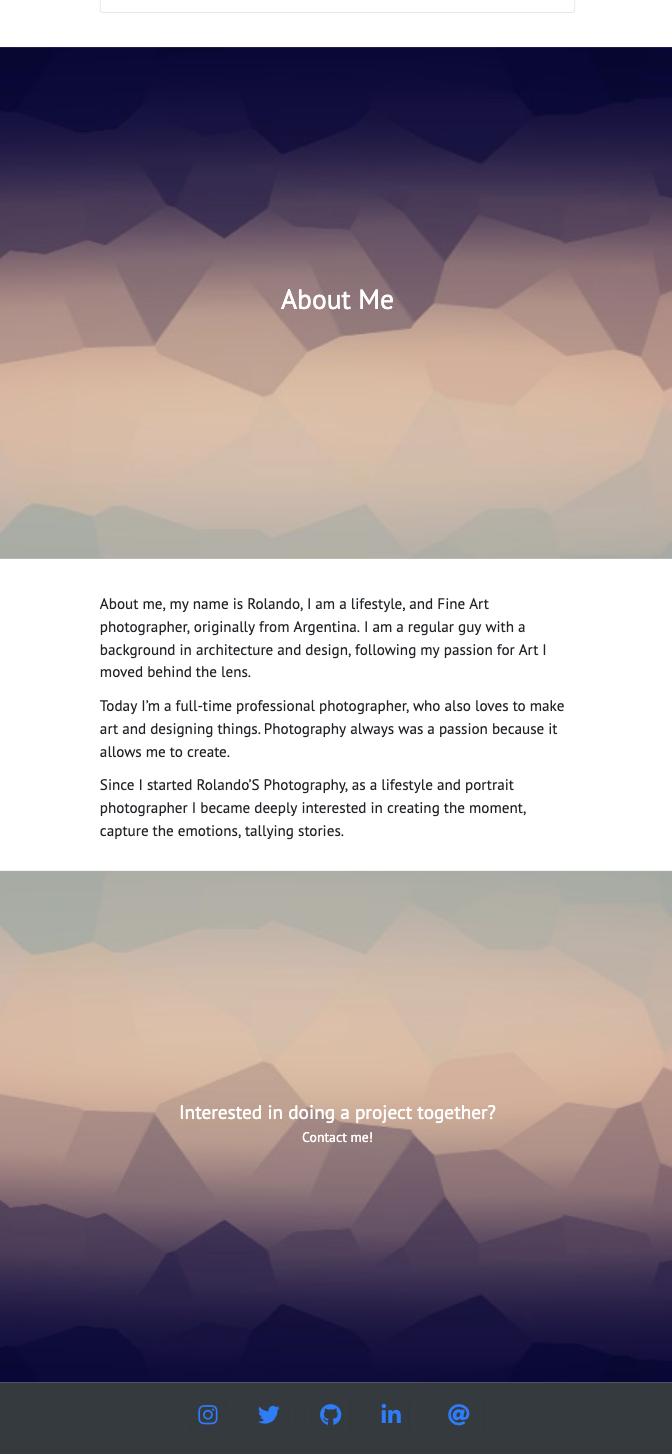 About Me
About me, my name is Rolando, I am a lifestyle, and Fine Art
photographer, originally from Argentina. I am a regular guy with a
background in architecture and design, following my passion for Art I
moved behind the lens.
Today I’m a full-time professional photographer, who also loves to make
art and designing things. Photography always was a passion because it
allows me to create.
Since I started Rolando’S Photography, as a lifestyle and portrait
photographer I became deeply interested in creating the moment,
capture the emotions, tallying stories.
Interested in doing a project together?
Contact me!